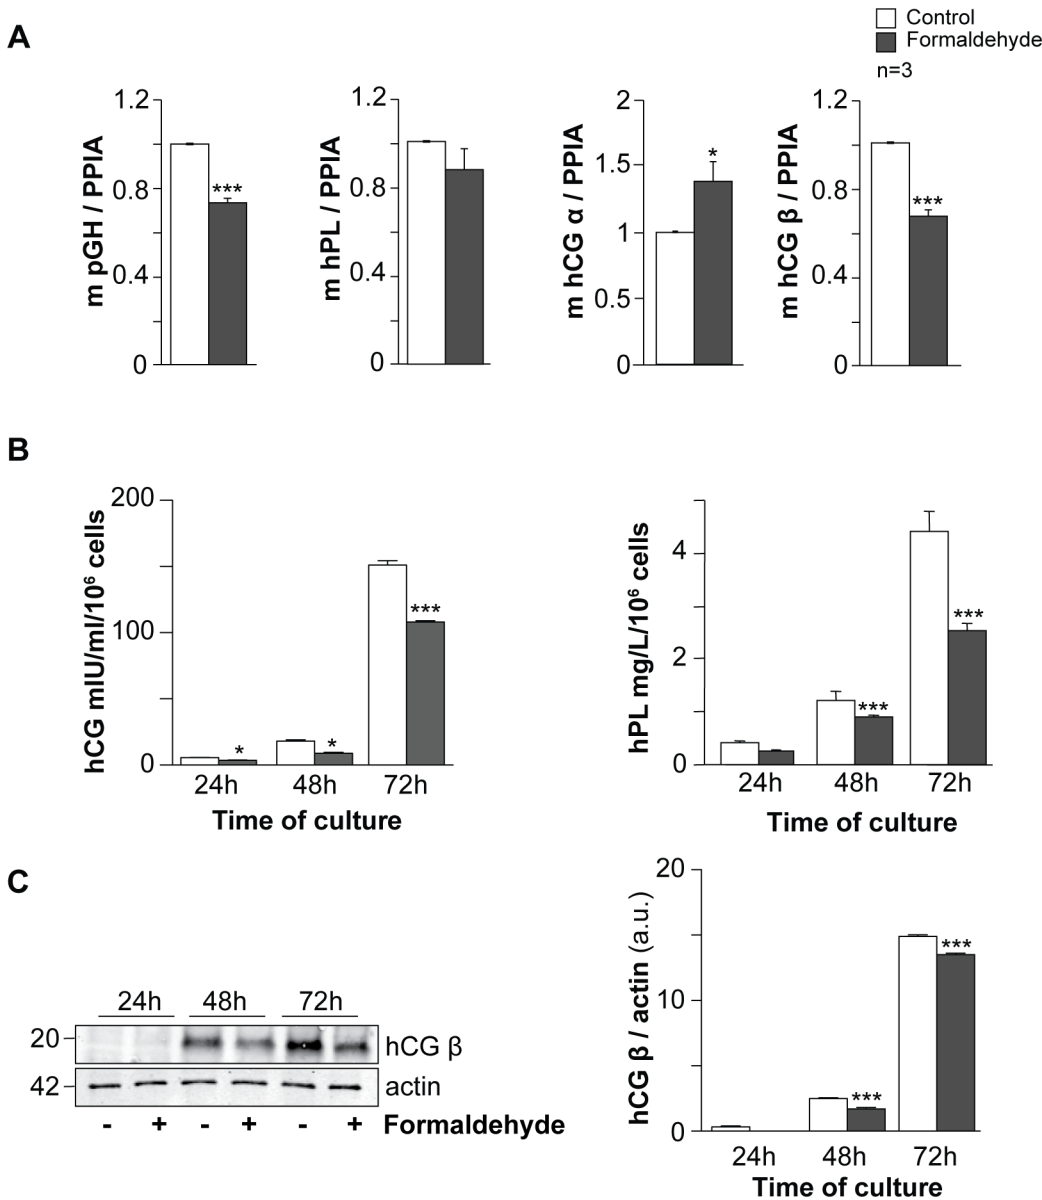 A
Control
Formaldehyde
n=3
m pGH / PPIA
1.2
0.8
0.4
0
***
m hPL / PPIA
1.2
0.8
0.4
0
m hCG α / PPIA
2
1.5
1
0.5
0
*
m hCG β / PPIA
1.2
0.8
0.4
0
***
B
hCG mIU/ml/10⁶ cells
200
100
0
*
*
***
24h 48h 72h
Time of culture
hPL mg/L/10⁶ cells
4
2
0
***
***
24h 48h 72h
Time of culture
C
24h 48h 72h
20 hCG β
42 actin
- + - + - + Formaldehyde
hCG β / actin (a.u.)
20
10
0
***
***
24h 48h 72h
Time of culture